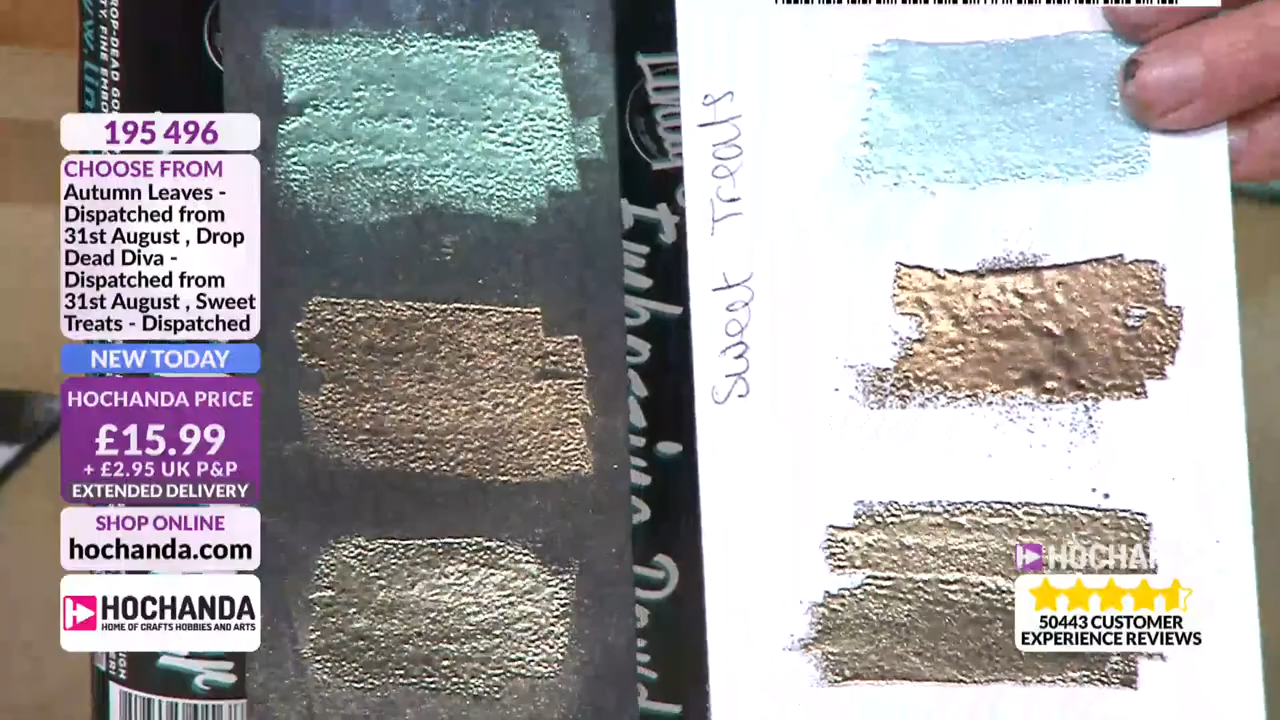 195 496
CHOOSE FROM
Autumn Leaves -
Dispatched from
31st August , Drop
Dead Diva -
Dispatched from
31st August , Sweet
Treats - Dispatched
NEW TODAY
HOCHANDA PRICE
£15.99
+ £2.95 UK P&P
EXTENDED DELIVERY
SHOP ONLINE
hochanda.com
HOCHANDA
HOME OF CRAFTS HOBBIES AND ARTS
Sweet Treats
Embossing
HOCHA
50443 CUSTOMER
EXPERIENCE REVIEWS